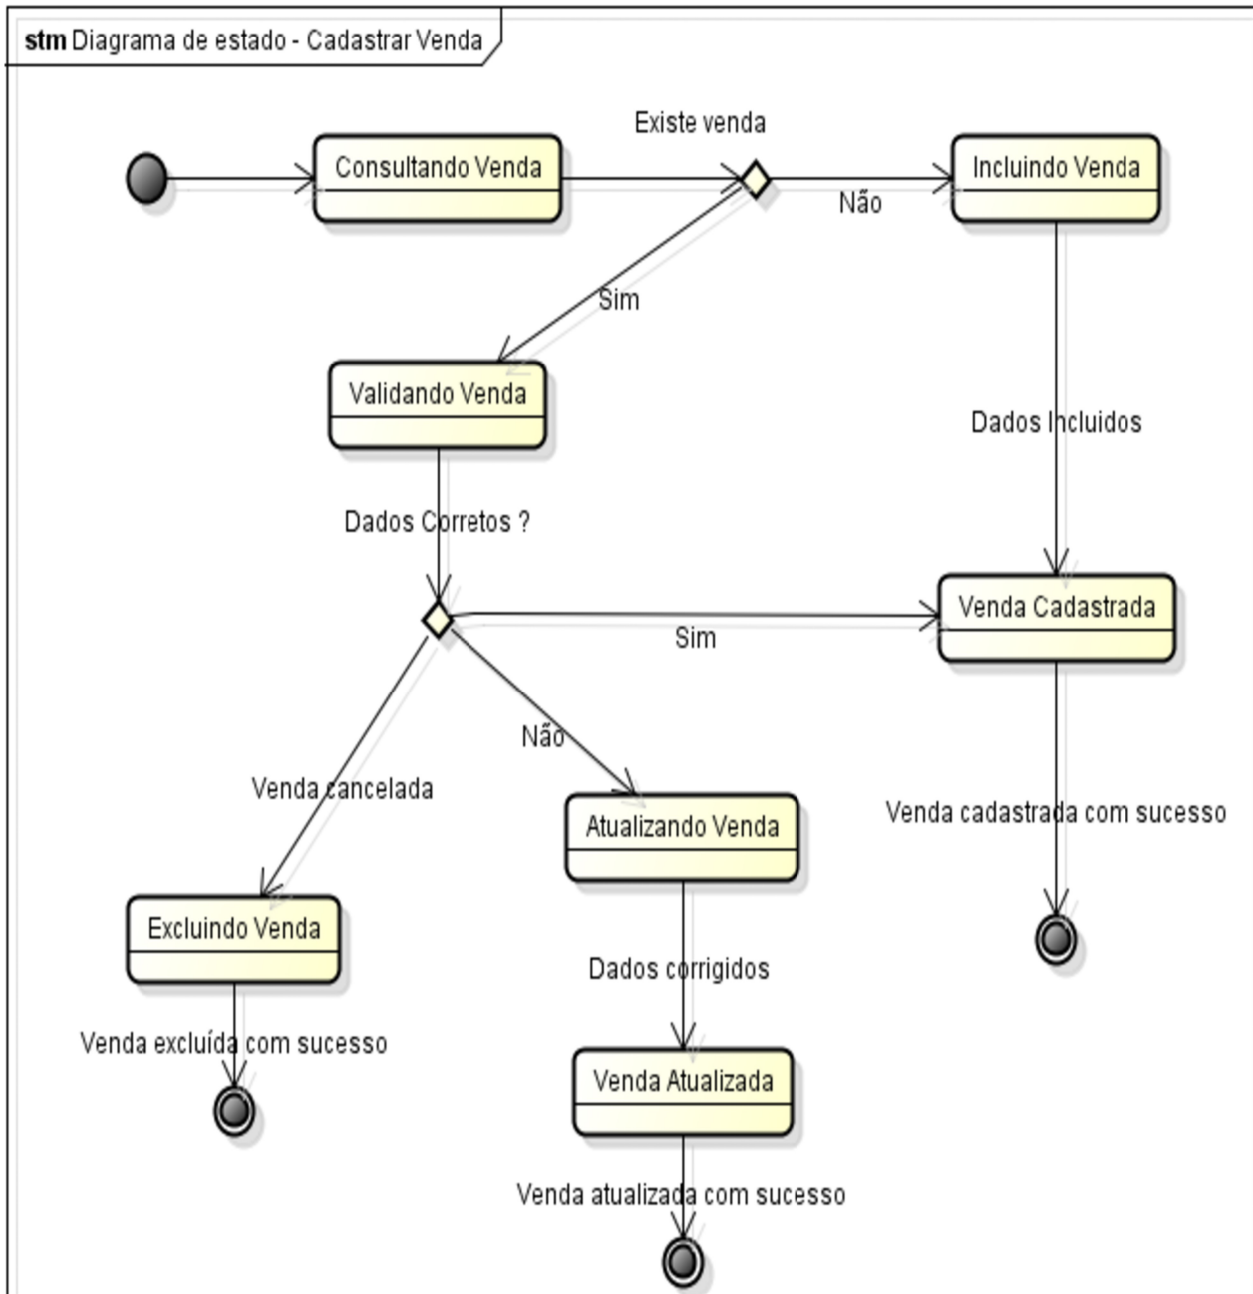 stm Diagrama de estado - Cadastrar Venda
Existe venda
Consultando Venda
Incluindo Venda
Não
Sim
Validando Venda
Dados Incluidos
Dados Corretos ?
Venda Cadastrada
Sim
Não
Venda cancelada
Atualizando Venda
Venda cadastrada com sucesso
Excluindo Venda
Dados corrigidos
Venda excluída com sucesso
Venda Atualizada
Venda atualizada com sucesso